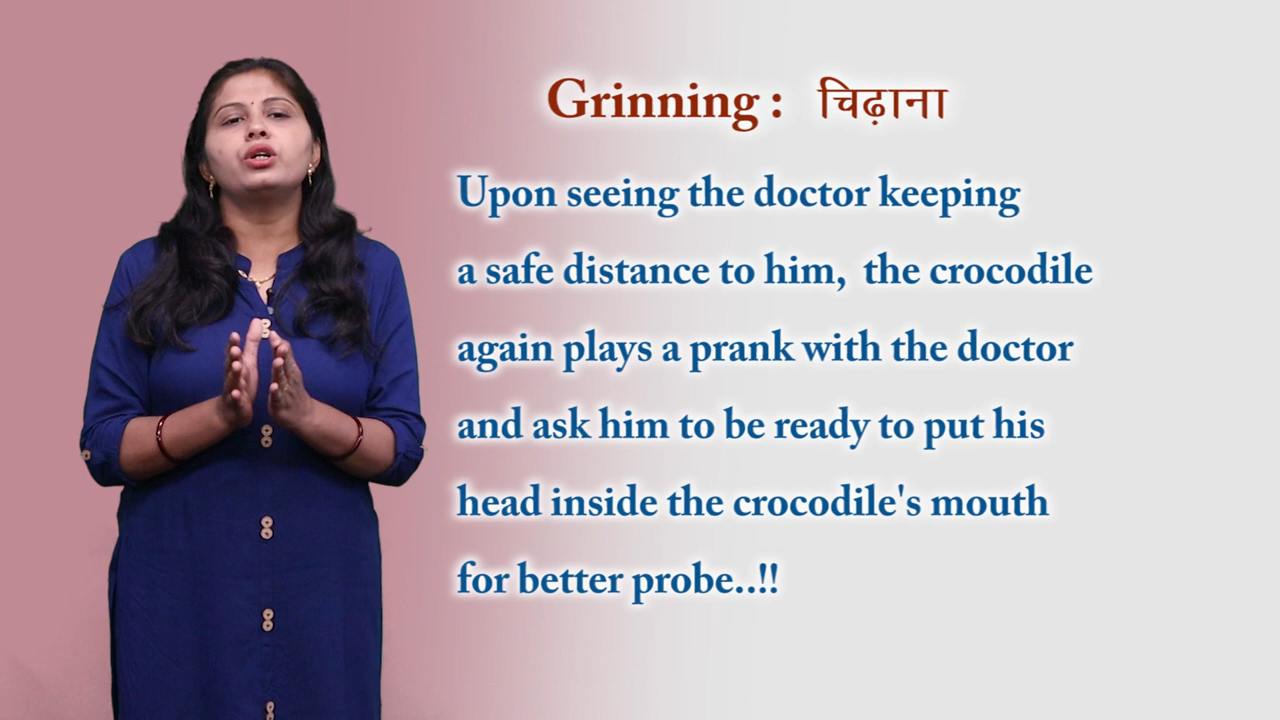 Grinning : चिढ़ाना
Upon seeing the doctor keeping
a safe distance to him, the crocodile
again plays a prank with the doctor
and ask him to be ready to put his
head inside the crocodile's mouth
for better probe..!!